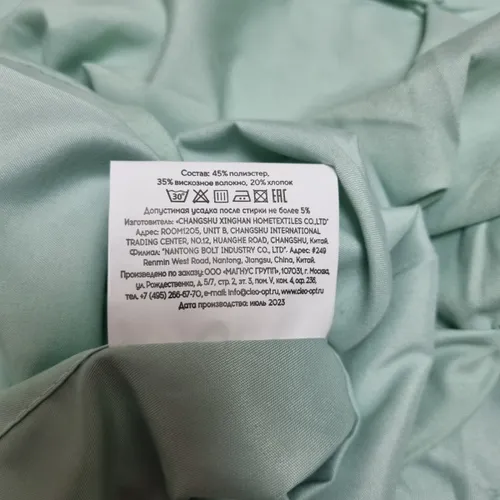 Состав: 45% полиэстер,
35% вискозное волокно, 20% хлопок
30° EAC
Допустимая усадка после стирки не более 5%
Изготовитель: «CHANGSHU XINGHAN HOMETEXTILES CO.,LTD"
Адрес: ROOM1205, UNIT B, CHANGSHU INTERNATIONAL
TRADING CENTER, NO.12, HUANGHE ROAD, CHANGSHU, Китай.
Филиал: "NANTONG BOLT INDUSTRY CO., LTD". Адрес: #249
Renmin West Road, Nantong, Jiangsu, China, Китай.
Произведено по заказу: ООО «МАГНУС ГРУПП», 107031, г. Москва,
ул. Рождественка, д. 5/7, стр. 2, эт. 3, пом. V, ком. 4, оф. 236,
тел. +7 (495) 266-67-70, e-mail: info@cleo-opt.ru, www.cleo-opt.ru
Дата производства: июль 2023